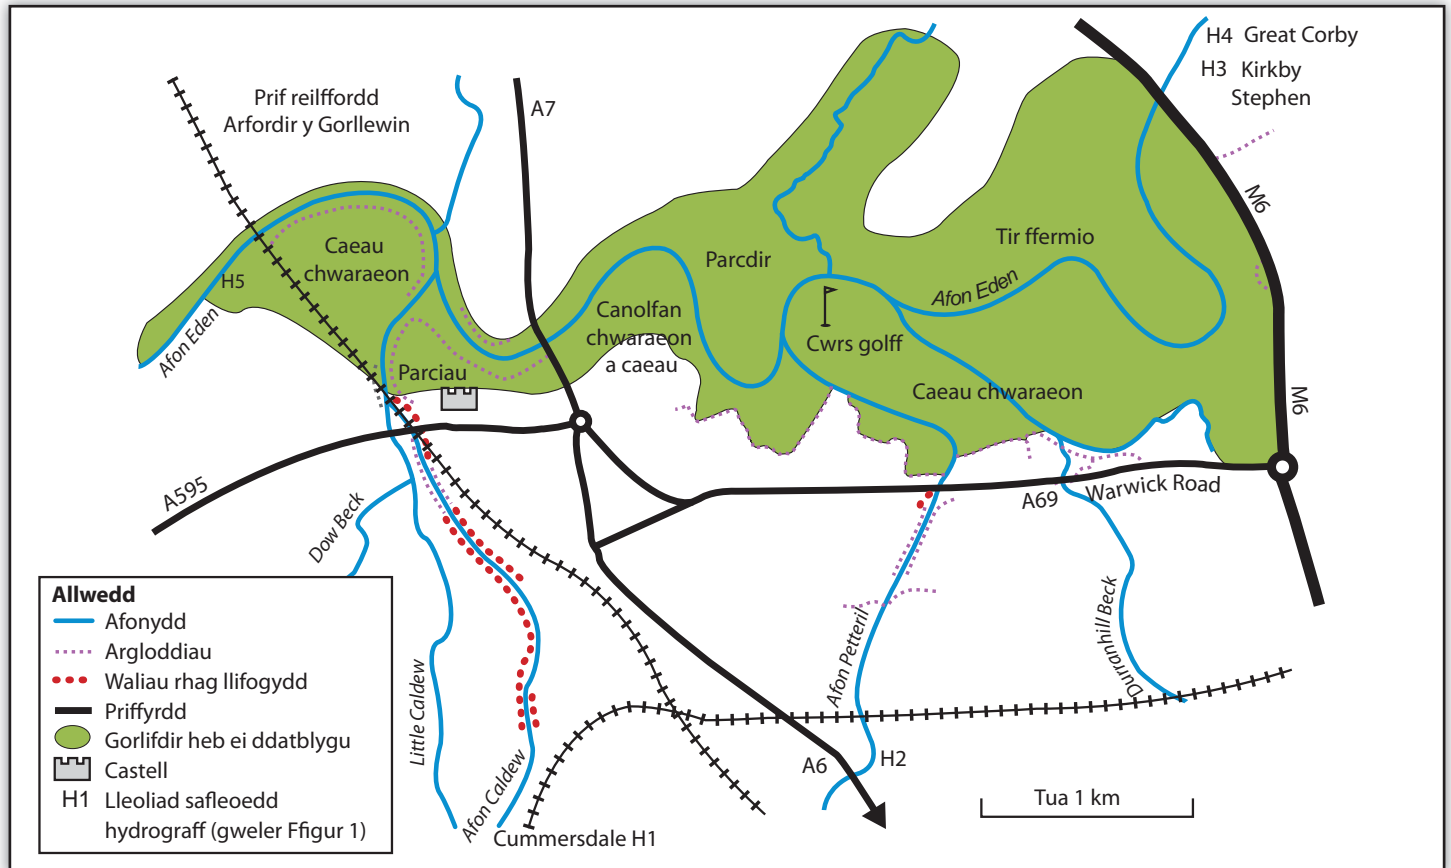 H4 Great Corby
H3 Kirkby
Stephen
Prif reilffordd
Arfordir y Gorllewin
A7
M6
Caeau
chwaraeon
H5
Afon Eden
Parcdir
Tir ffermio
Afon Eden
Canolfan
chwaraeon
a caeau
Cwrs golff
Parciau
Caeau chwaraeon
M6
A595
A69
Warwick Road
Dow Beck
Little Caldew
Afon Caldew
Afon Petteril
Durranhill Beck
A6
H2
Cummersdale H1
Tua 1 km
Allwedd
Afonydd
Argloddiau
Waliau rhag llifogydd
Priffyrdd
Gorlifdir heb ei ddatblygu
Castell
H1 Lleoliad safleoedd
hydrograff (gweler Ffigur 1)